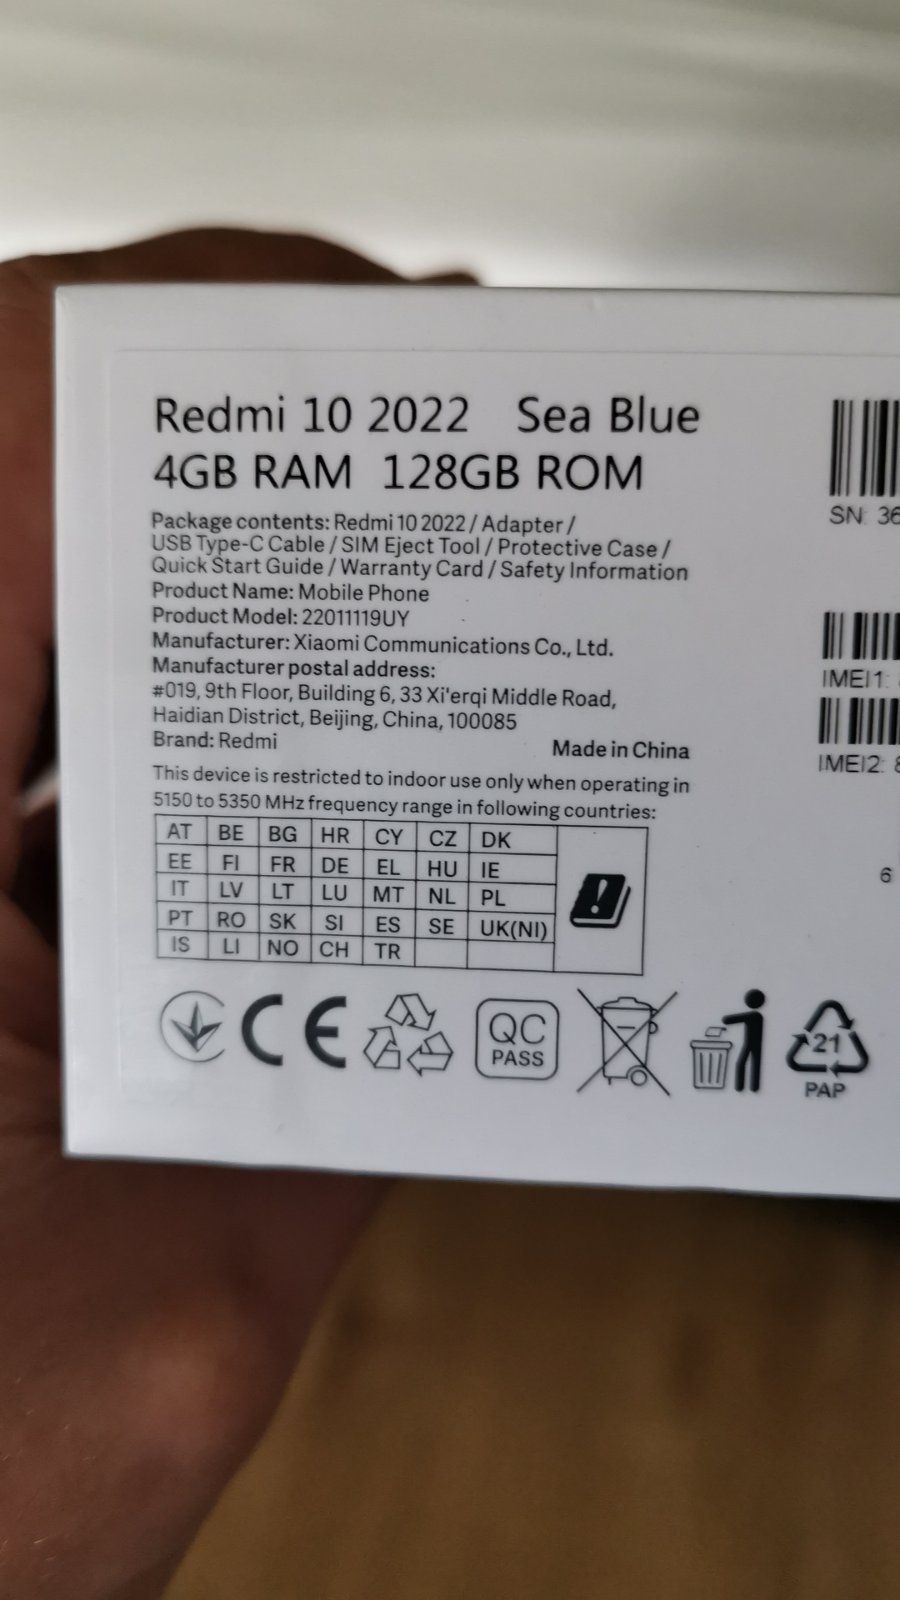 Redmi 10 2022 Sea Blue
4GB RAM 128GB ROM
Package contents: Redmi 10 2022 / Adapter /
USB Type-C Cable / SIM Eject Tool / Protective Case /
Quick Start Guide / Warranty Card / Safety Information
Product Name: Mobile Phone
Product Model: 22011119UY
Manufacturer: Xiaomi Communications Co., Ltd.
Manufacturer postal address:
#019, 9th Floor, Building 6, 33 Xi'erqi Middle Road,
Haidian District, Beijing, China, 100085
Brand: Redmi Made in China
This device is restricted to indoor use only when operating in
5150 to 5350 MHz frequency range in following countries:
AT BE BG HR CY CZ DK
EE FI FR DE EL HU IE
IT LV LT LU MT NL PL
PT RO SK SI ES SE UK(NI)
IS LI NO CH TR
CE
QC
PASS
21
PAP
SN: 36
IMEI1:
IMEI2: 8
6